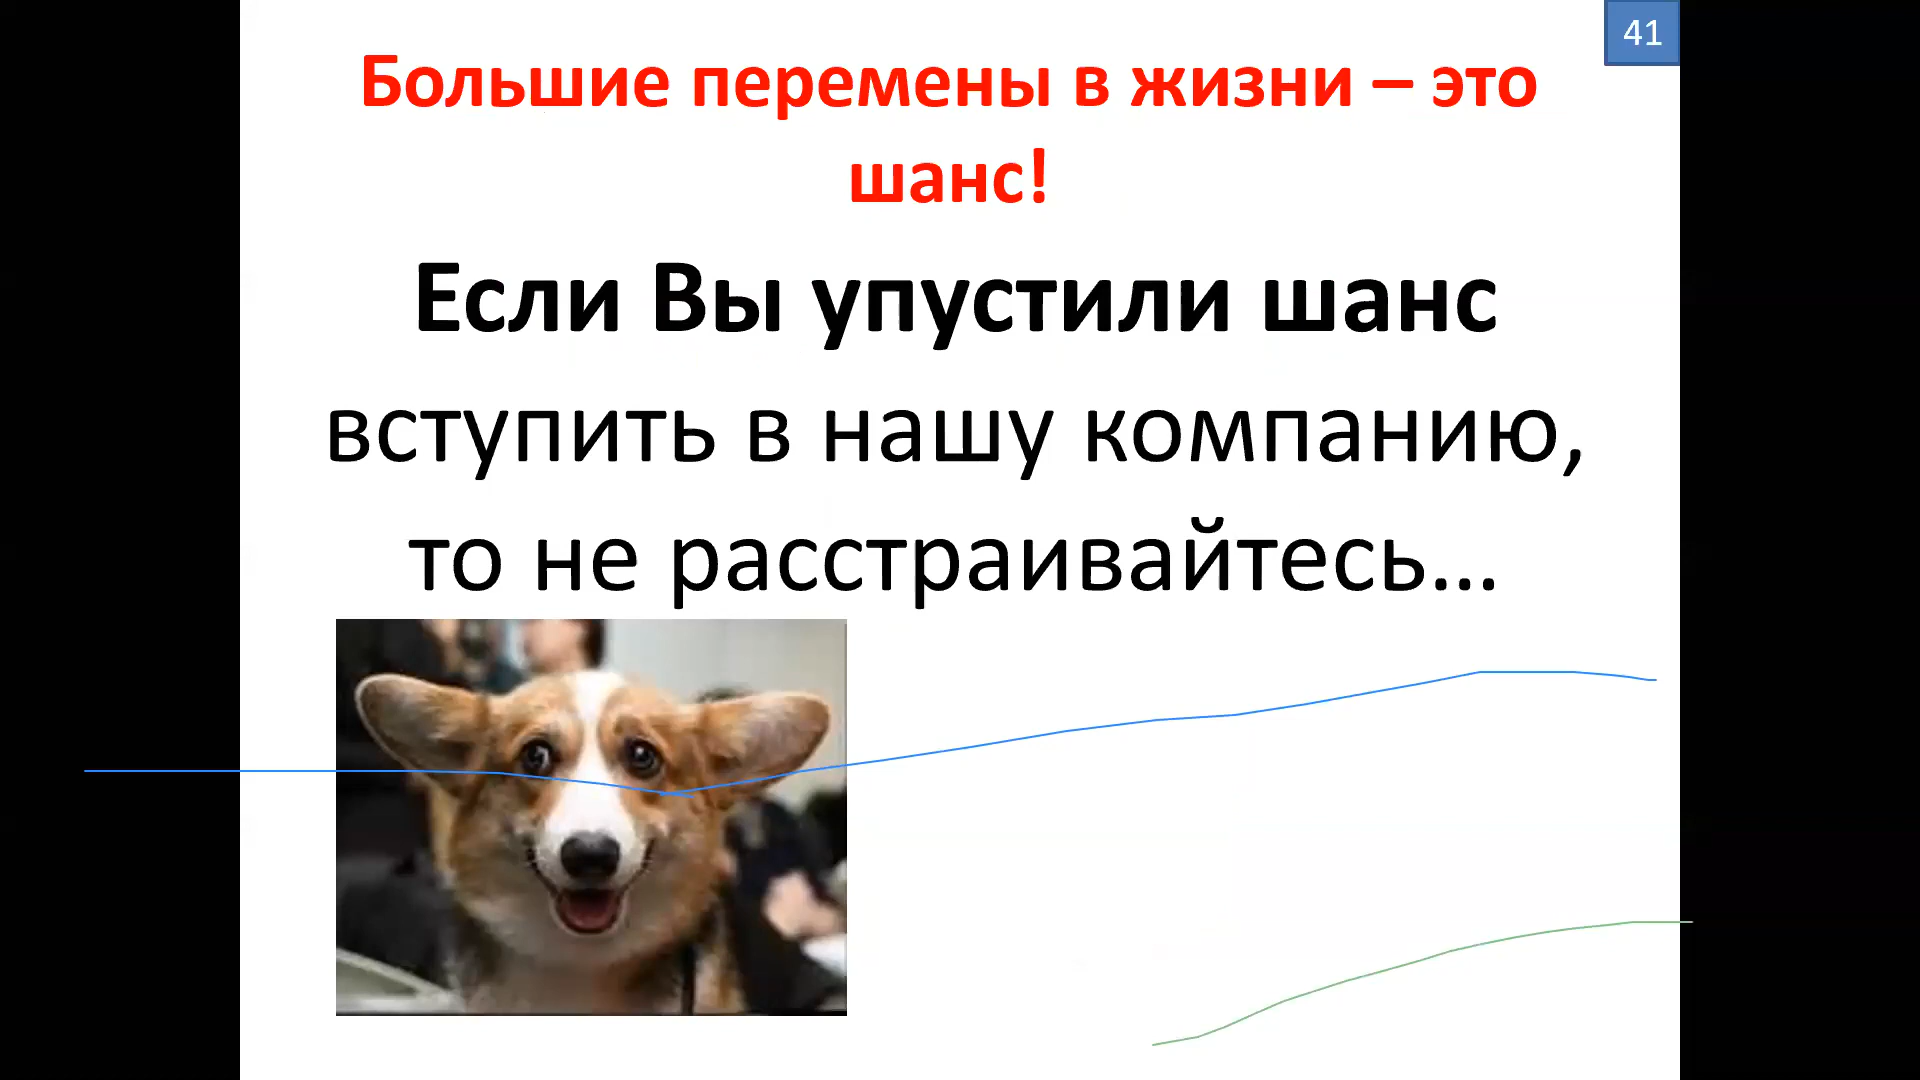 41
Большие перемены в жизни – это
шанс!
Если Вы упустили шанс
вступить в нашу компанию,
то не расстраивайтесь...